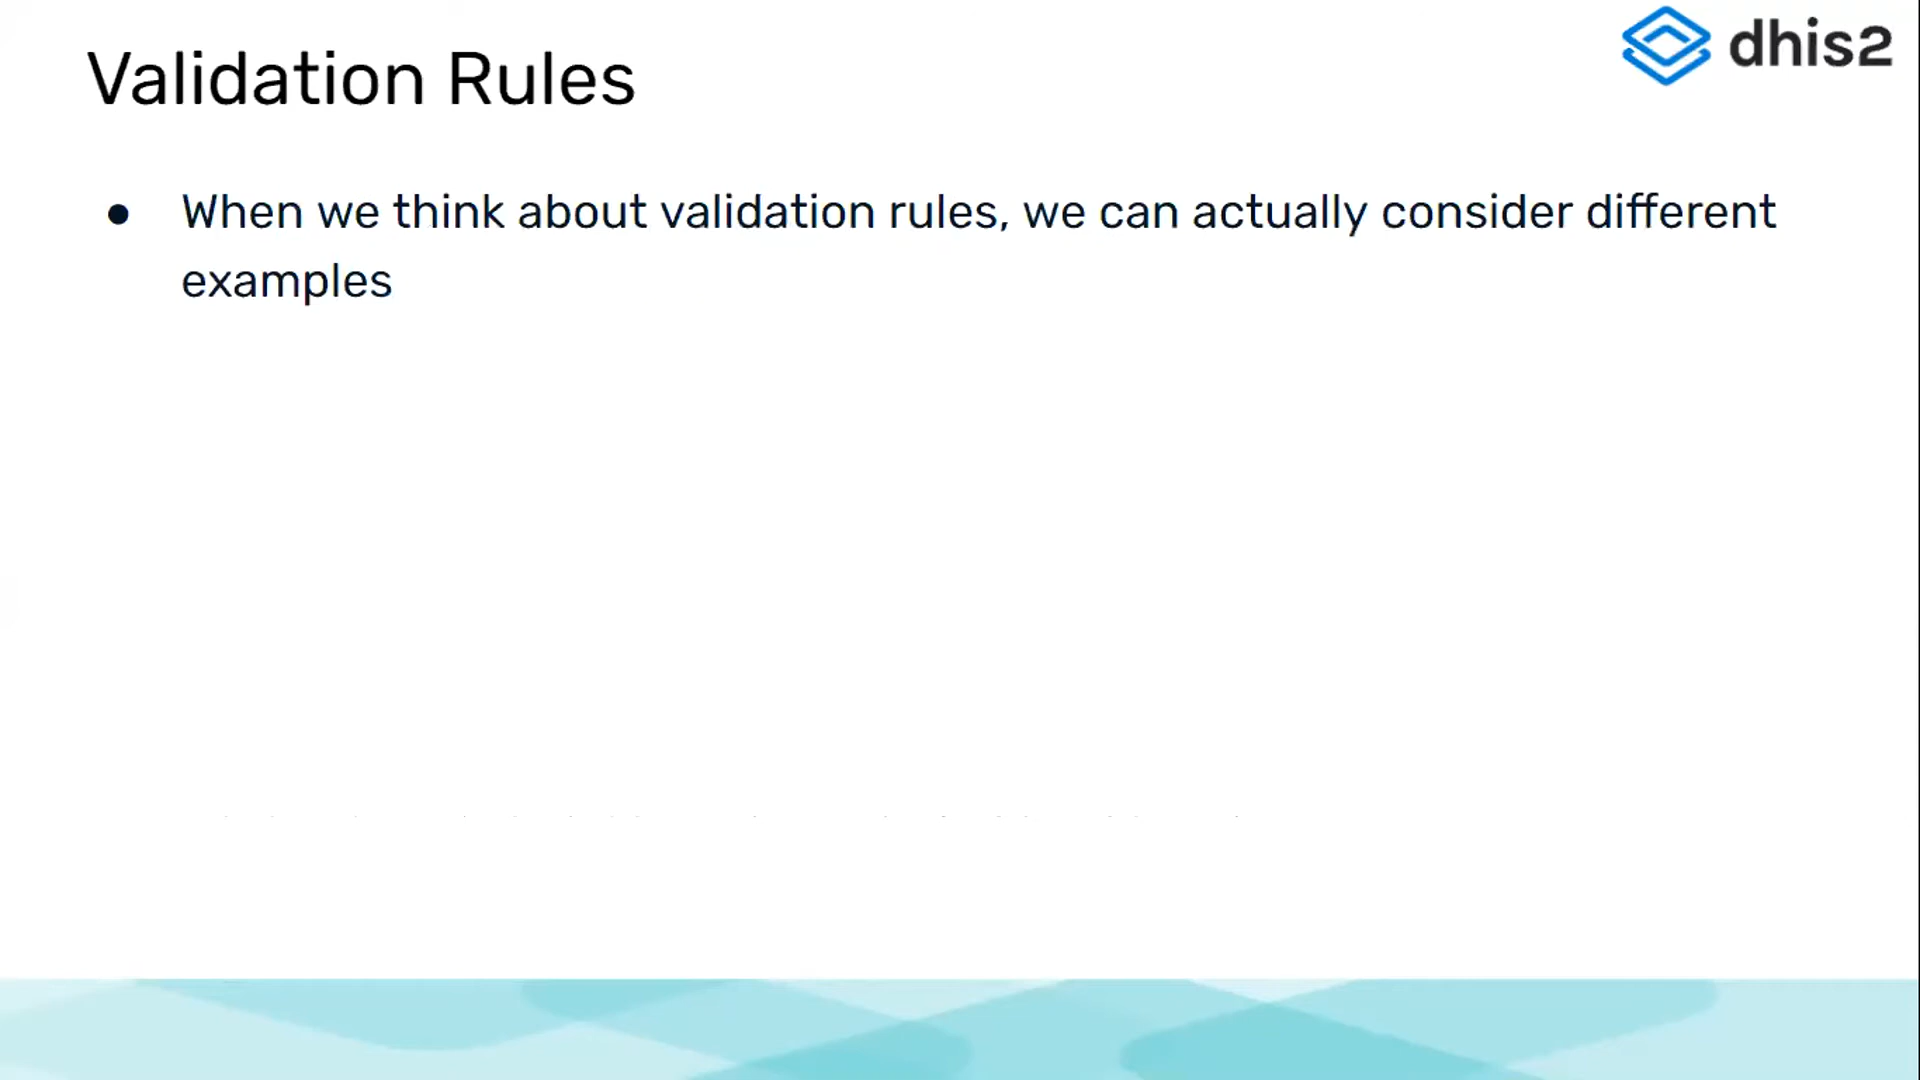 Validation Rules
dhis2
● When we think about validation rules, we can actually consider different
examples